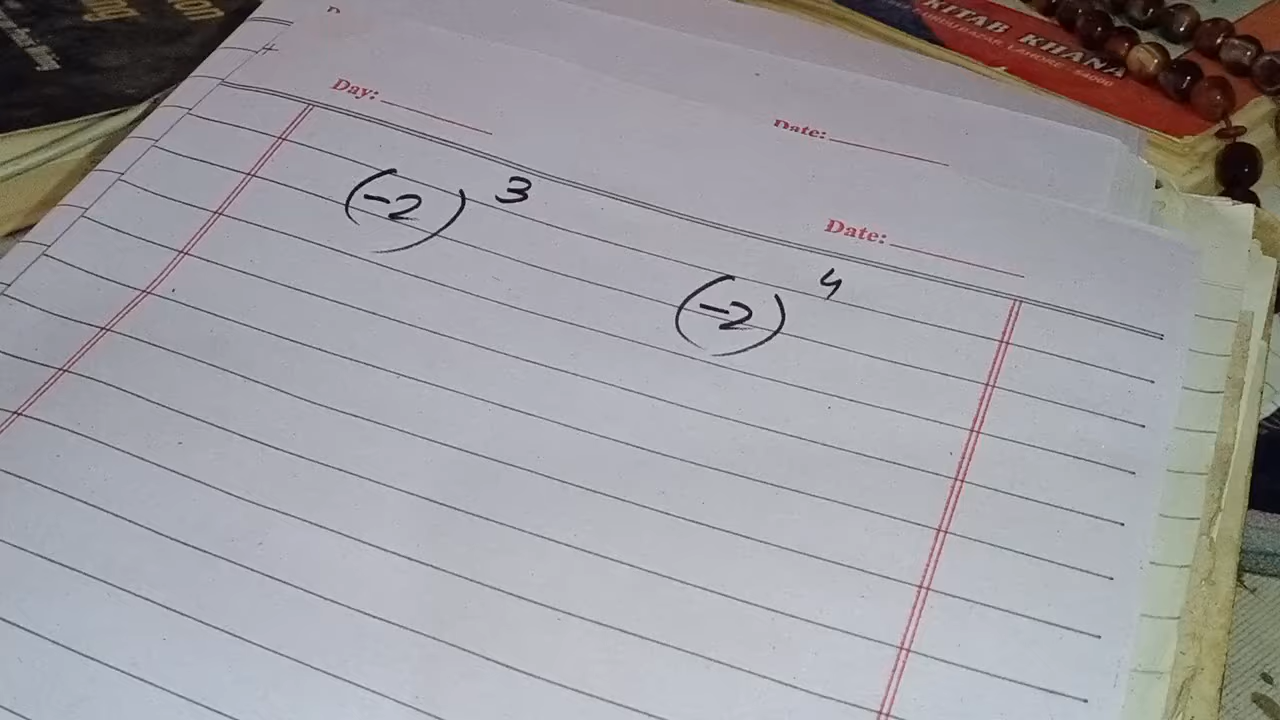 KITAB KHANA
Day:
Date:
Date:
(-2)³
(-2)⁴